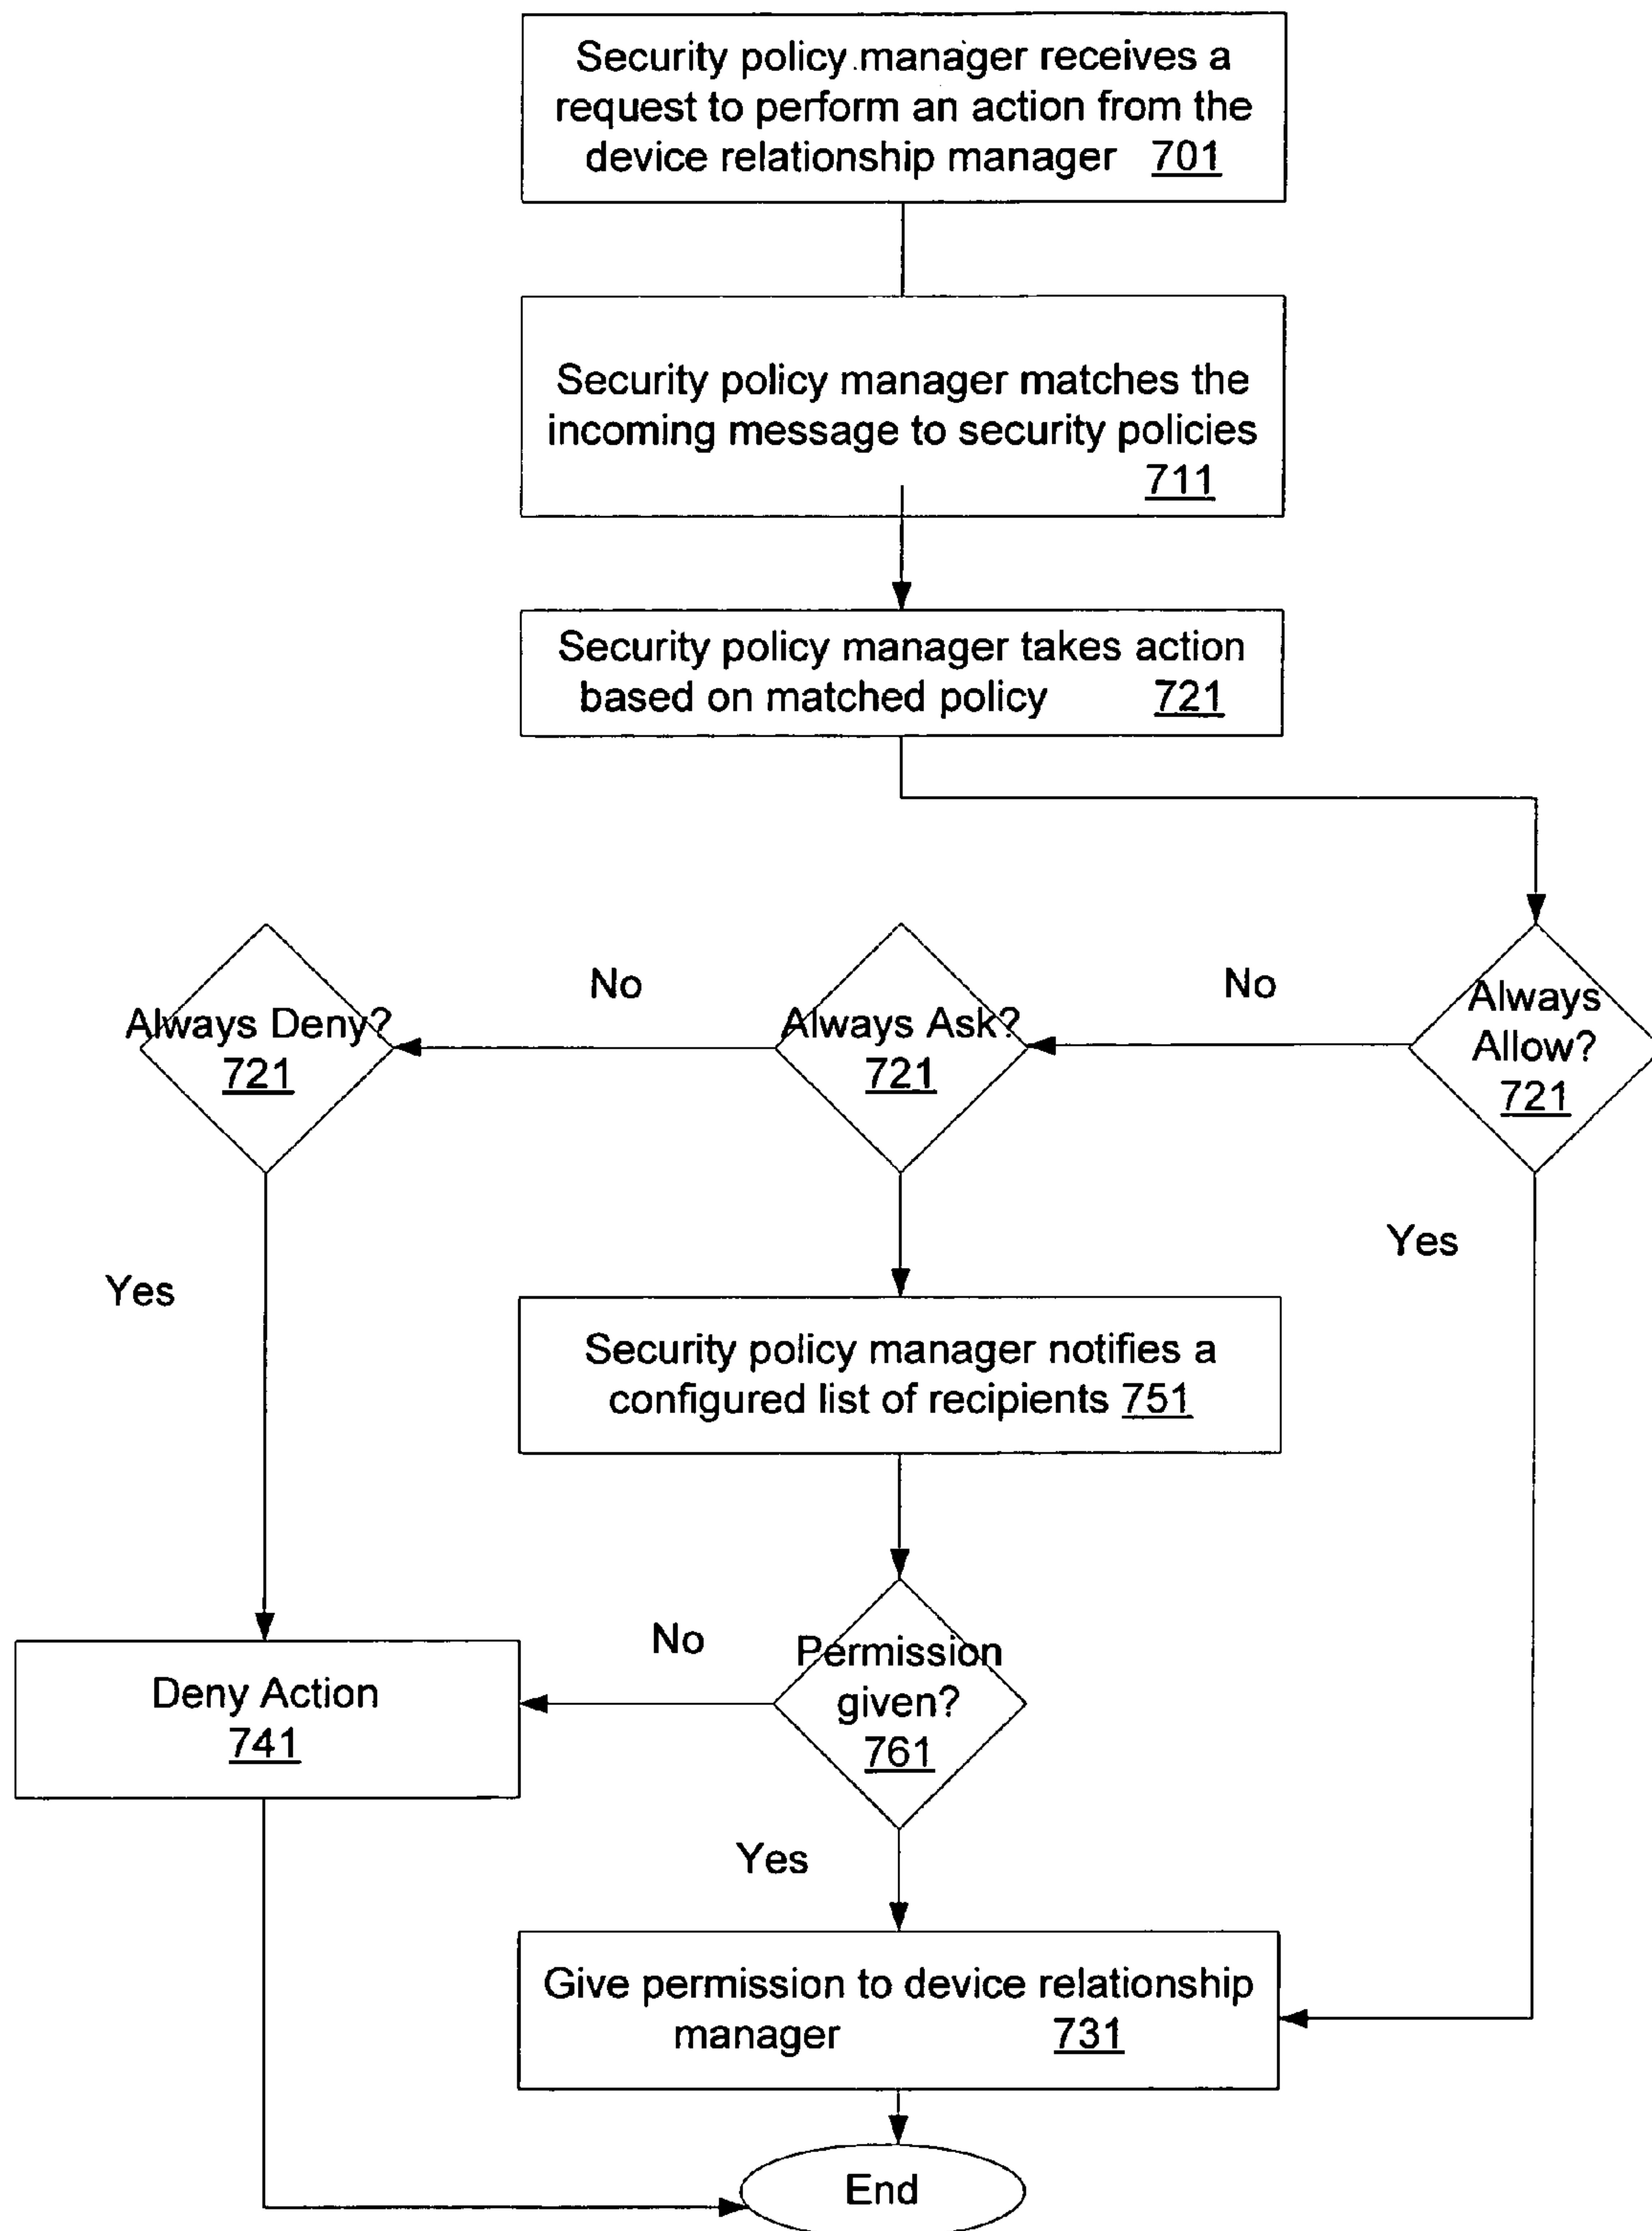 Security policy manager receives a
request to perform an action from the
device relationship manager 701
Security policy manager matches the
incoming message to security policies
711
Security policy manager takes action
based on matched policy 721
Always Deny?
721
No
Always Ask?
721
No
Always
Allow?
721
Yes
Yes
Security policy manager notifies a
configured list of recipients 751
Deny Action
741
No
Permission
given?
761
Yes
Give permission to device relationship
manager 731
End